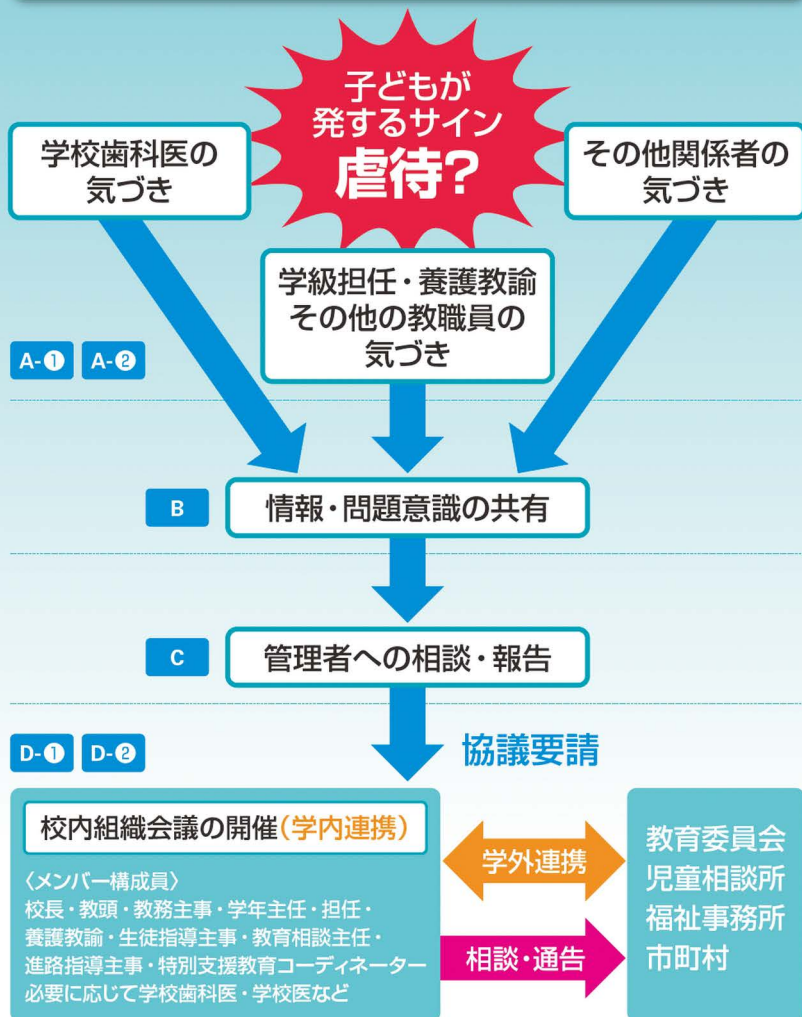 子どもが
発するサイン
虐待?
学校歯科医の
気づき
その他関係者の
気づき
学級担任・養護教諭
その他の教職員の
気づき
A-❶ A-❷
B
情報・問題意識の共有
C
管理者への相談・報告
D-❶ D-❷
協議要請
校内組織会議の開催(学内連携)
〈メンバー構成員〉
校長・教頭・教務主事・学年主任・担任・
養護教諭・生徒指導主事・教育相談主任・
進路指導主事・特別支援教育コーディネーター
必要に応じて学校歯科医・学校医など
学外連携
相談・通告
教育委員会
児童相談所
福祉事務所
市町村